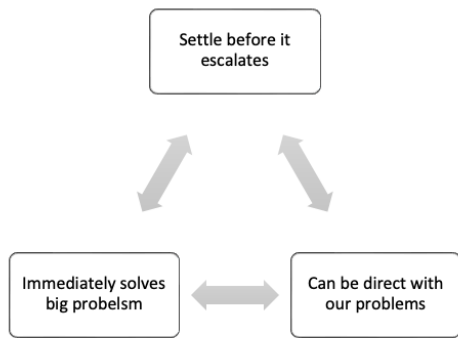 Settle before it
escalates
Immediately solves
big probelsm
Can be direct with
our problems